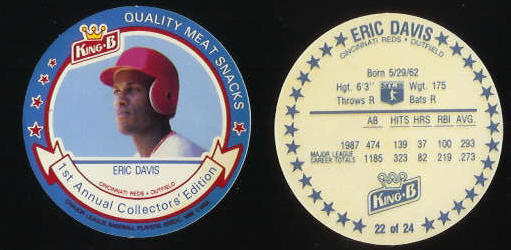 KING-B
QUALITY MEAT SNACKS
ERIC DAVIS
CINCINNATI REDS • OUTFIELD
1st Annual Collectors' Edition
ERIC DAVIS
CINCINNATI REDS • OUTFIELD
Born 5/29/62
Hgt. 6'3" Wgt. 175
Throws R Bats R
AB HITS HRS RBI AVG.
1987 474 139 37 100 293
MAJOR LEAGUE
CAREER TOTALS 1185 323 82 219 .273
KING-B
22 of 24